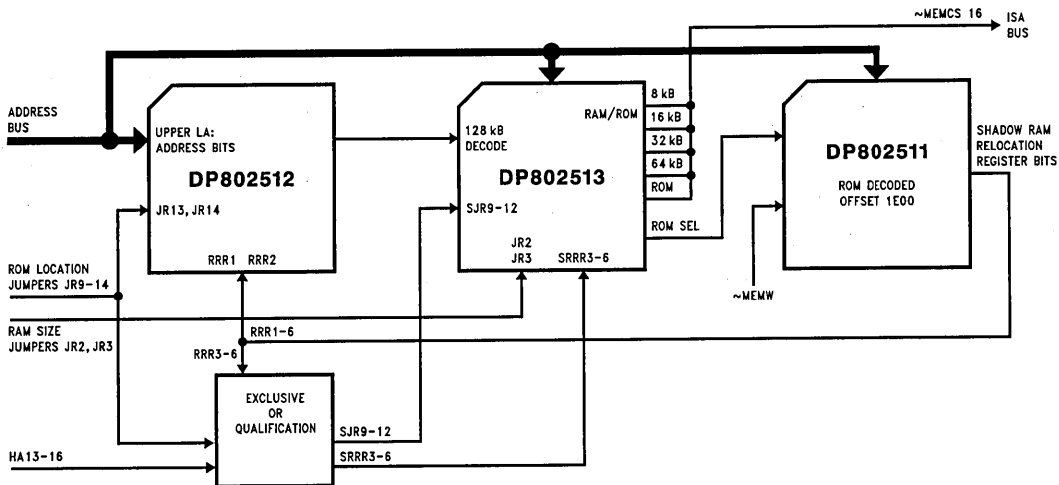 ~MEMCS 16
ISA
BUS
ADDRESS
BUS
UPPER LA:
ADDRESS BITS
DP802512
JR13,JR14
RRR1 RRR2
128 kB
DECODE
RAM/ROM
DP802513
SJR9-12
JR2
JR3
SRRR3-6
8 kB
16 kB
32 kB
64 kB
ROM
ROM SEL
DP802511
ROM DECODED
OFFSET 1E00
SHADOW RAM
RELOCATION
REGISTER BITS
~MEMW
ROM LOCATION
JUMPERS JR9-14
RAM SIZE
JUMPERS JR2,JR3
RRR1-6
RRR3-6
EXCLUSIVE
OR
QUALIFICATION
SJR9-12
SRRR3-6
HA13-16